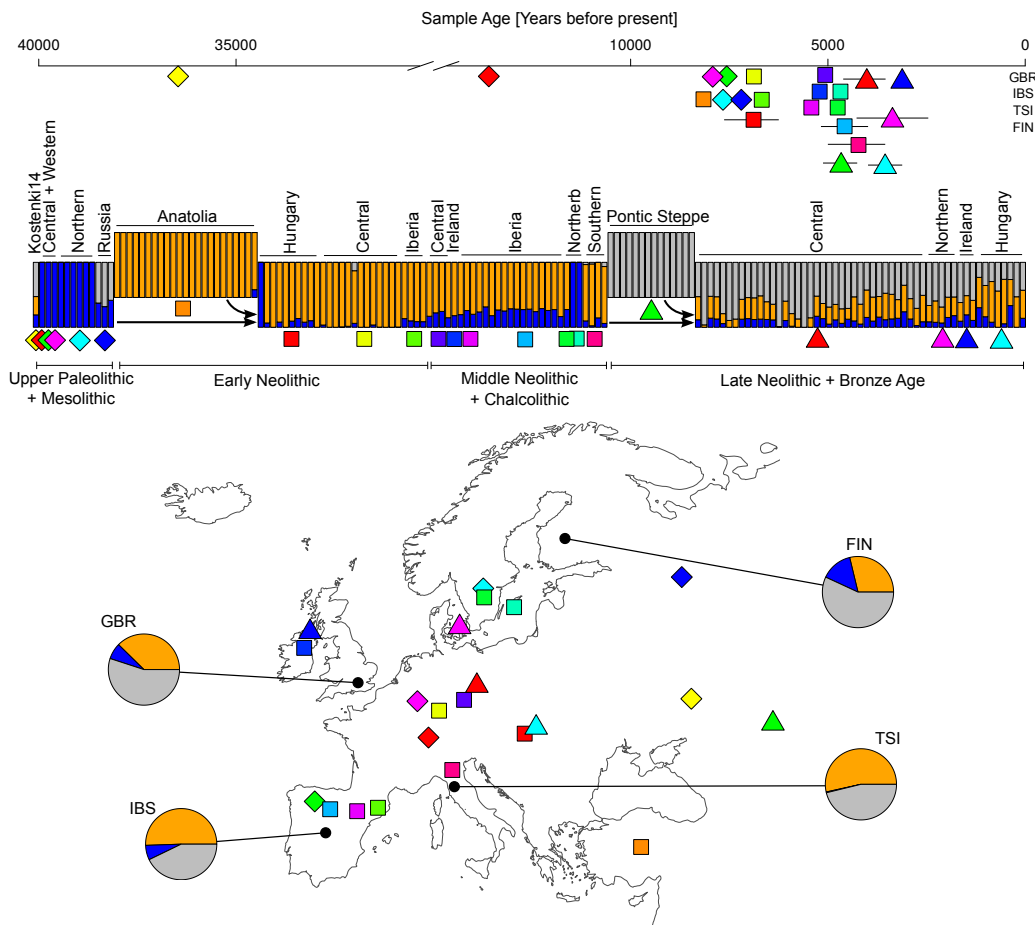 Sample Age [Years before present]
40000 35000 10000 5000 0
GBR
IBS
TSI
FIN
Kostenki14
Central + Western
Northern
Russia
Anatolia
Hungary
Central
Iberia
Central
Ireland
Iberia
Northerb
Southern
Pontic Steppe
Central
Northern
Ireland
Hungary
Upper Paleolithic
+ Mesolithic
Early Neolithic
Middle Neolithic
+ Chalcolithic
Late Neolithic + Bronze Age
FIN
GBR
TSI
IBS